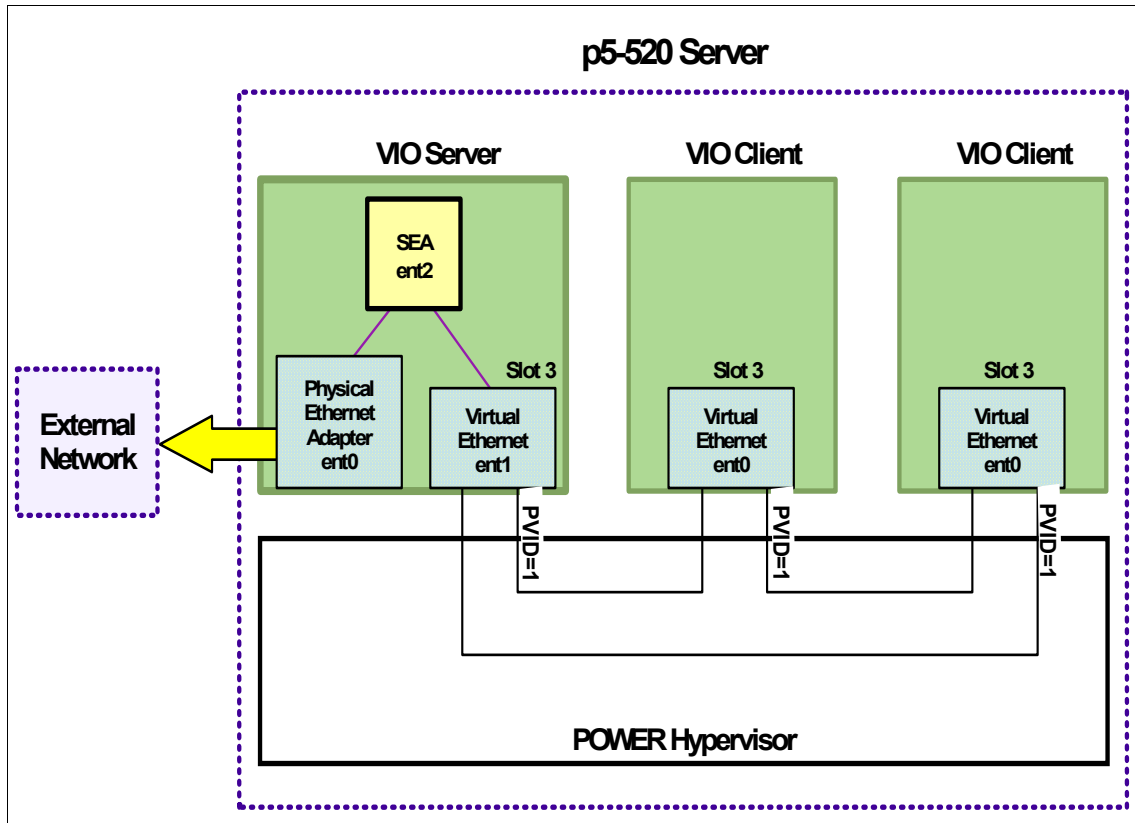 p5-520 Server
VIO Server
VIO Client
VIO Client
SEA
ent2
Slot 3
Slot 3
Slot 3
Physical
Ethernet
Adapter
ent0
Virtual
Ethernet
ent1
Virtual
Ethernet
ent0
Virtual
Ethernet
ent0
External
Network
PVID=1
PVID=1
PVID=1
POWER Hypervisor